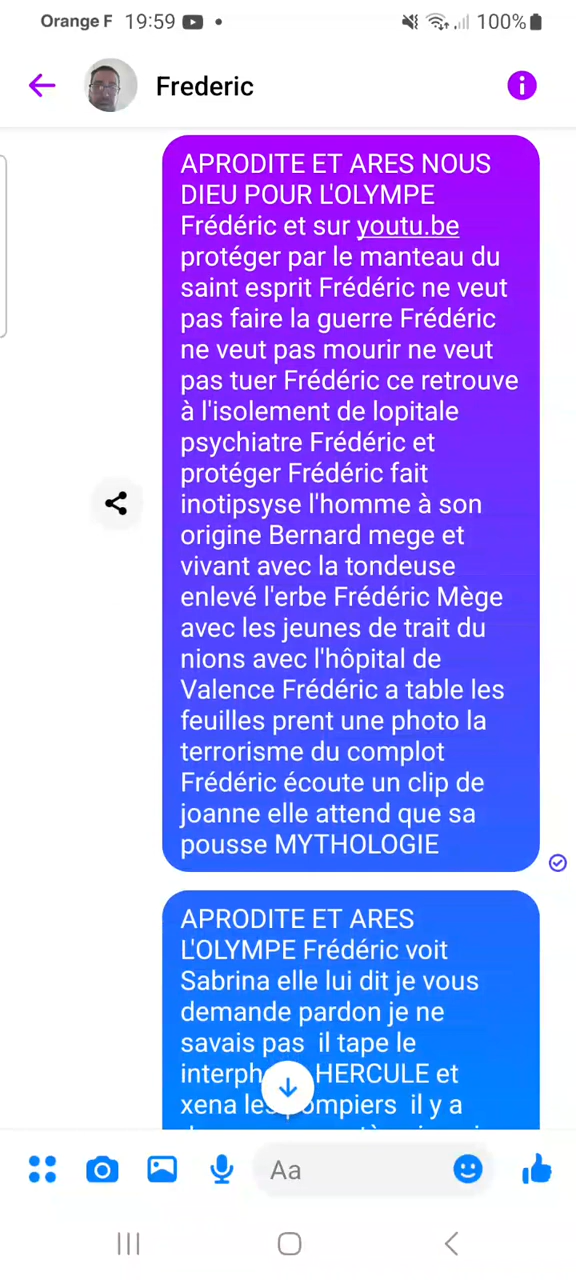 Orange F 19:59 100%
Frederic
APRODITE ET ARES NOUS
DIEU POUR L'OLYMPE
Frédéric et sur youtu.be
protéger par le manteau du
saint esprit Frédéric ne veut
pas faire la guerre Frédéric
ne veut pas mourir ne veut
pas tuer Frédéric ce retrouve
à l'isolement de lopitale
psychiatre Frédéric et
protéger Frédéric fait
inotipsyse l'homme à son
origine Bernard mege et
vivant avec la tondeuse
enlevé l'erbe Frédéric Mège
avec les jeunes de trait du
nions avec l'hôpital de
Valence Frédéric a table les
feuilles prent une photo la
terrorisme du complot
Frédéric écoute un clip de
joanne elle attend que sa
pousse MYTHOLOGIE
APRODITE ET ARES
L'OLYMPE Frédéric voit
Sabrina elle lui dit je vous
demande pardon je ne
savais pas il tape le
interph HERCULE et
xena les pompiers il y a
Aa